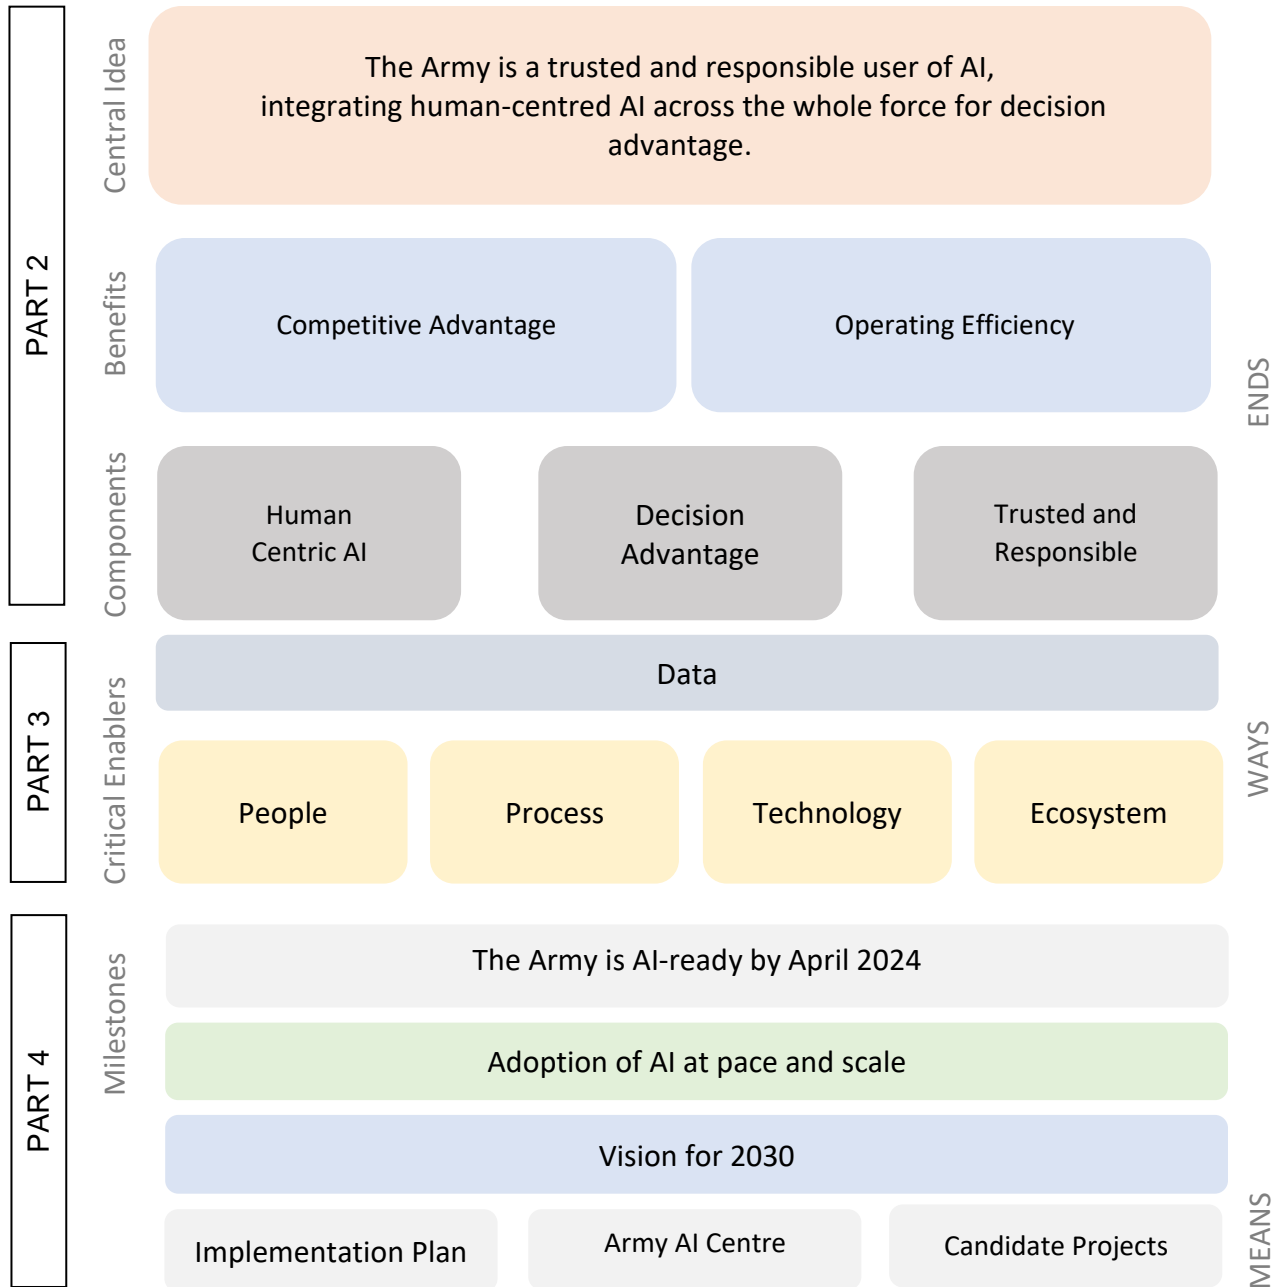 PART 2
Central Idea
The Army is a trusted and responsible user of AI,
integrating human-centred AI across the whole force for decision
advantage.
Benefits
Competitive Advantage
Operating Efficiency
ENDS
Components
Human
Centric AI
Decision
Advantage
Trusted and
Responsible
PART 3
Critical Enablers
Data
People
Process
Technology
Ecosystem
WAYS
PART 4
Milestones
The Army is AI-ready by April 2024
Adoption of AI at pace and scale
Vision for 2030
Implementation Plan
Army AI Centre
Candidate Projects
MEANS